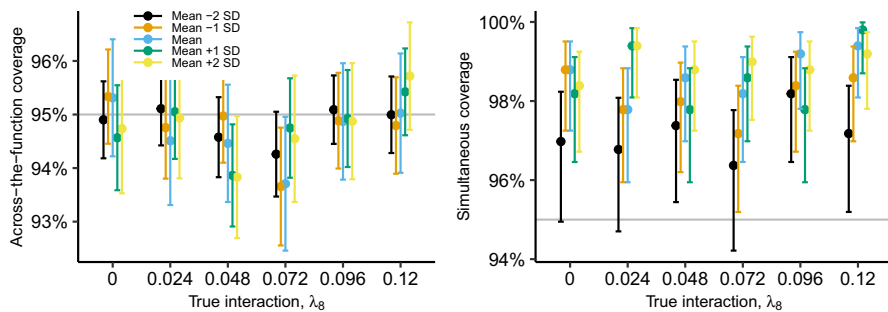 Mean −2 SD
Mean −1 SD
Mean
Mean +1 SD
Mean +2 SD
Across−the−function coverage
96%
95%
94%
93%
0 0.024 0.048 0.072 0.096 0.12
True interaction, λ8
Simultaneous coverage
100%
98%
96%
94%
0 0.024 0.048 0.072 0.096 0.12
True interaction, λ8